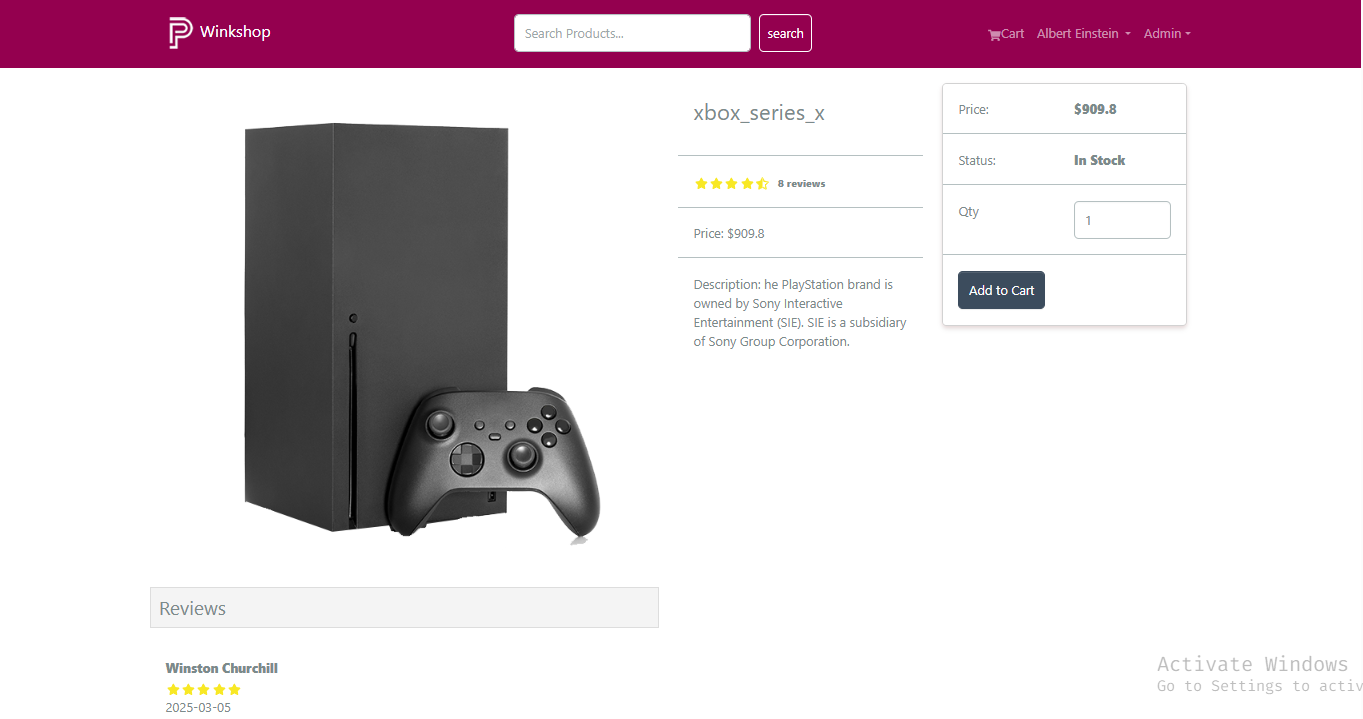 Winkshop
Search Products...
search
Cart
Albert Einstein
Admin
xbox_series_x
8 reviews
Price: $909.8
Description: he PlayStation brand is
owned by Sony Interactive
Entertainment (SIE). SIE is a subsidiary
of Sony Group Corporation.
Price: $909.8
Status: In Stock
Qty 1
Add to Cart
Reviews
Winston Churchill
2025-03-05
Activate Windows
Go to Settings to activ